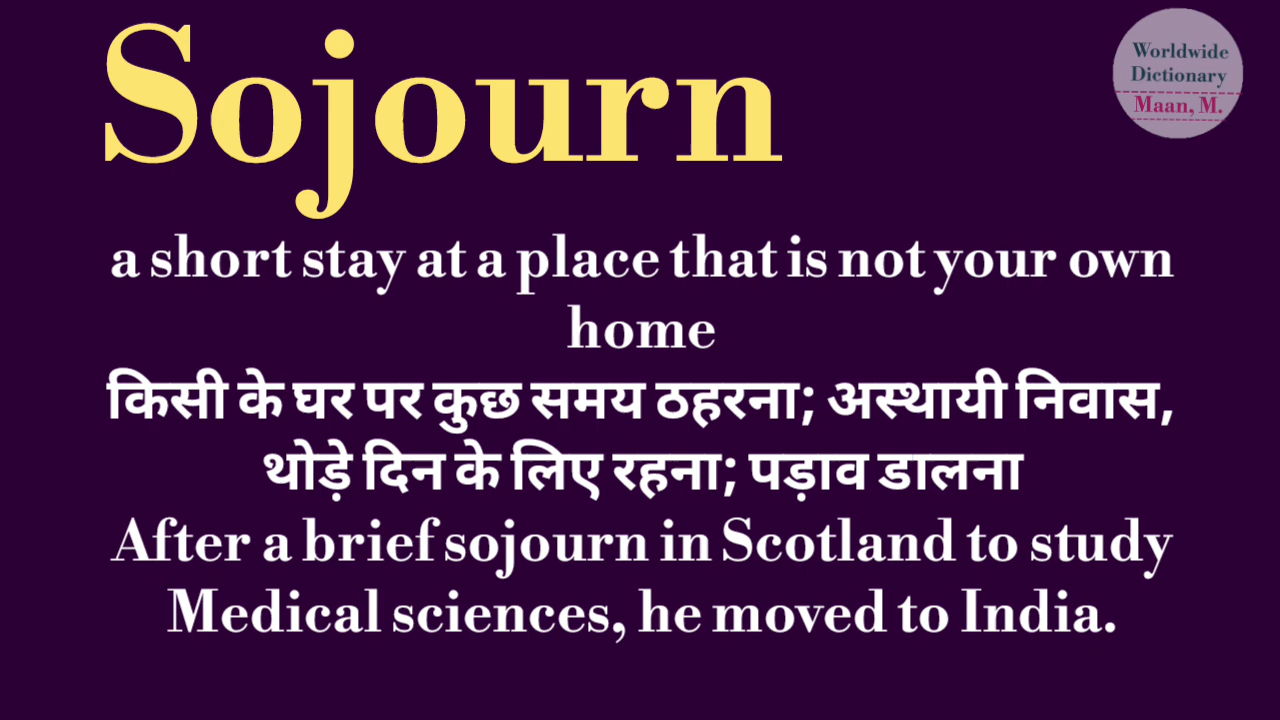 Sojourn
Worldwide
Dictionary
Maan, M.
a short stay at a place that is not your own
home
किसी के घर पर कुछ समय ठहरना; अस्थायी निवास,
थोड़े दिन के लिए रहना; पड़ाव डालना
After a brief sojourn in Scotland to study
Medical sciences, he moved to India.